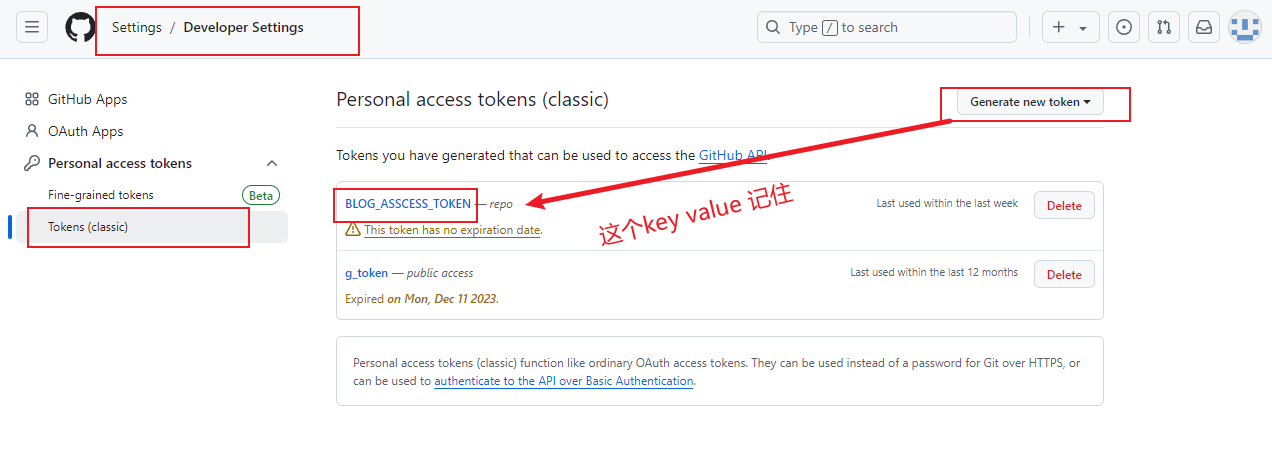 Settings / Developer Settings
Type / to search
GitHub Apps
OAuth Apps
Personal access tokens
Fine-grained tokens Beta
Tokens (classic)
Personal access tokens (classic)
Generate new token
Tokens you have generated that can be used to access the GitHub API.
BLOG_ASSCESS_TOKEN — repo
Last used within the last week
Delete
This token has no expiration date.
这个key value 记住
g_token — public access
Last used within the last 12 months
Delete
Expired on Mon, Dec 11 2023.
Personal access tokens (classic) function like ordinary OAuth access tokens. They can be used instead of a password for Git over HTTPS, or
can be used to authenticate to the API over Basic Authentication.